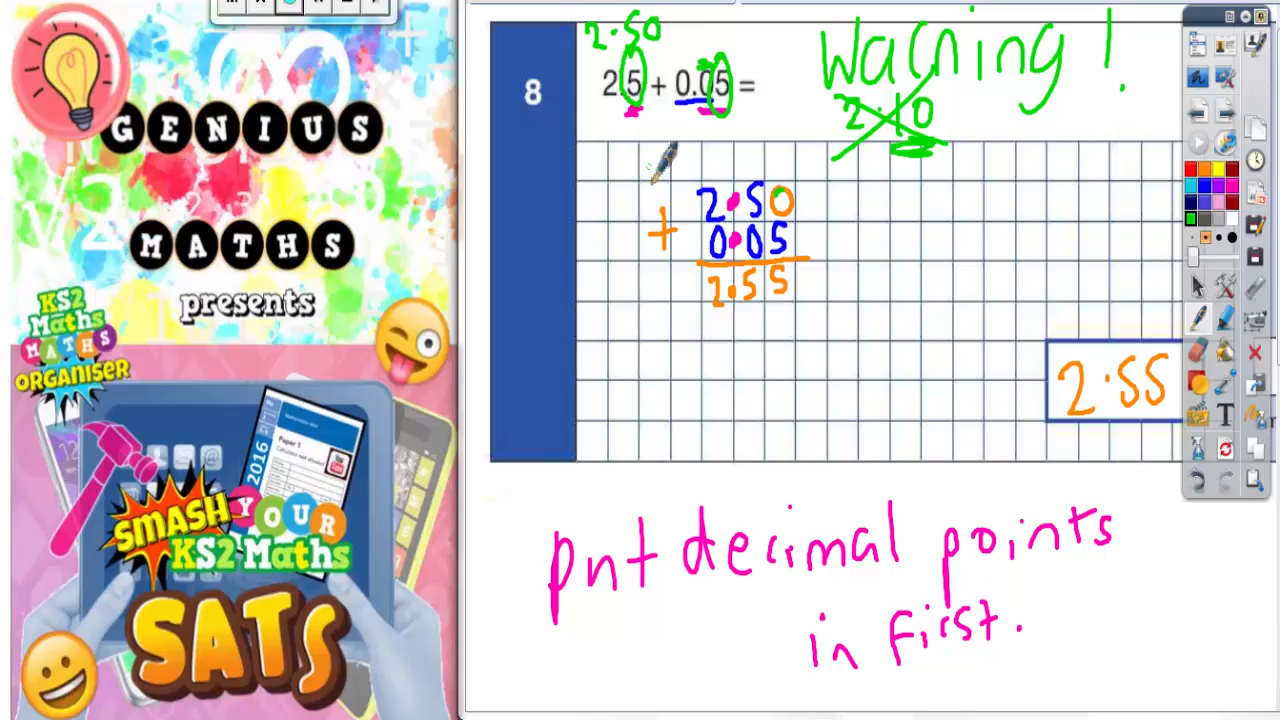 GENIUS
MATHS
presents
KS2
Maths
MATHS
ORGANISER
2016
Paper 1
SMASH YOUR
KS2 Maths
SATS
2.50
8
2.5 + 0.05 =
Warning!
2.10
2.50
+ 0.05
2.55
2.55
put decimal points
in first.